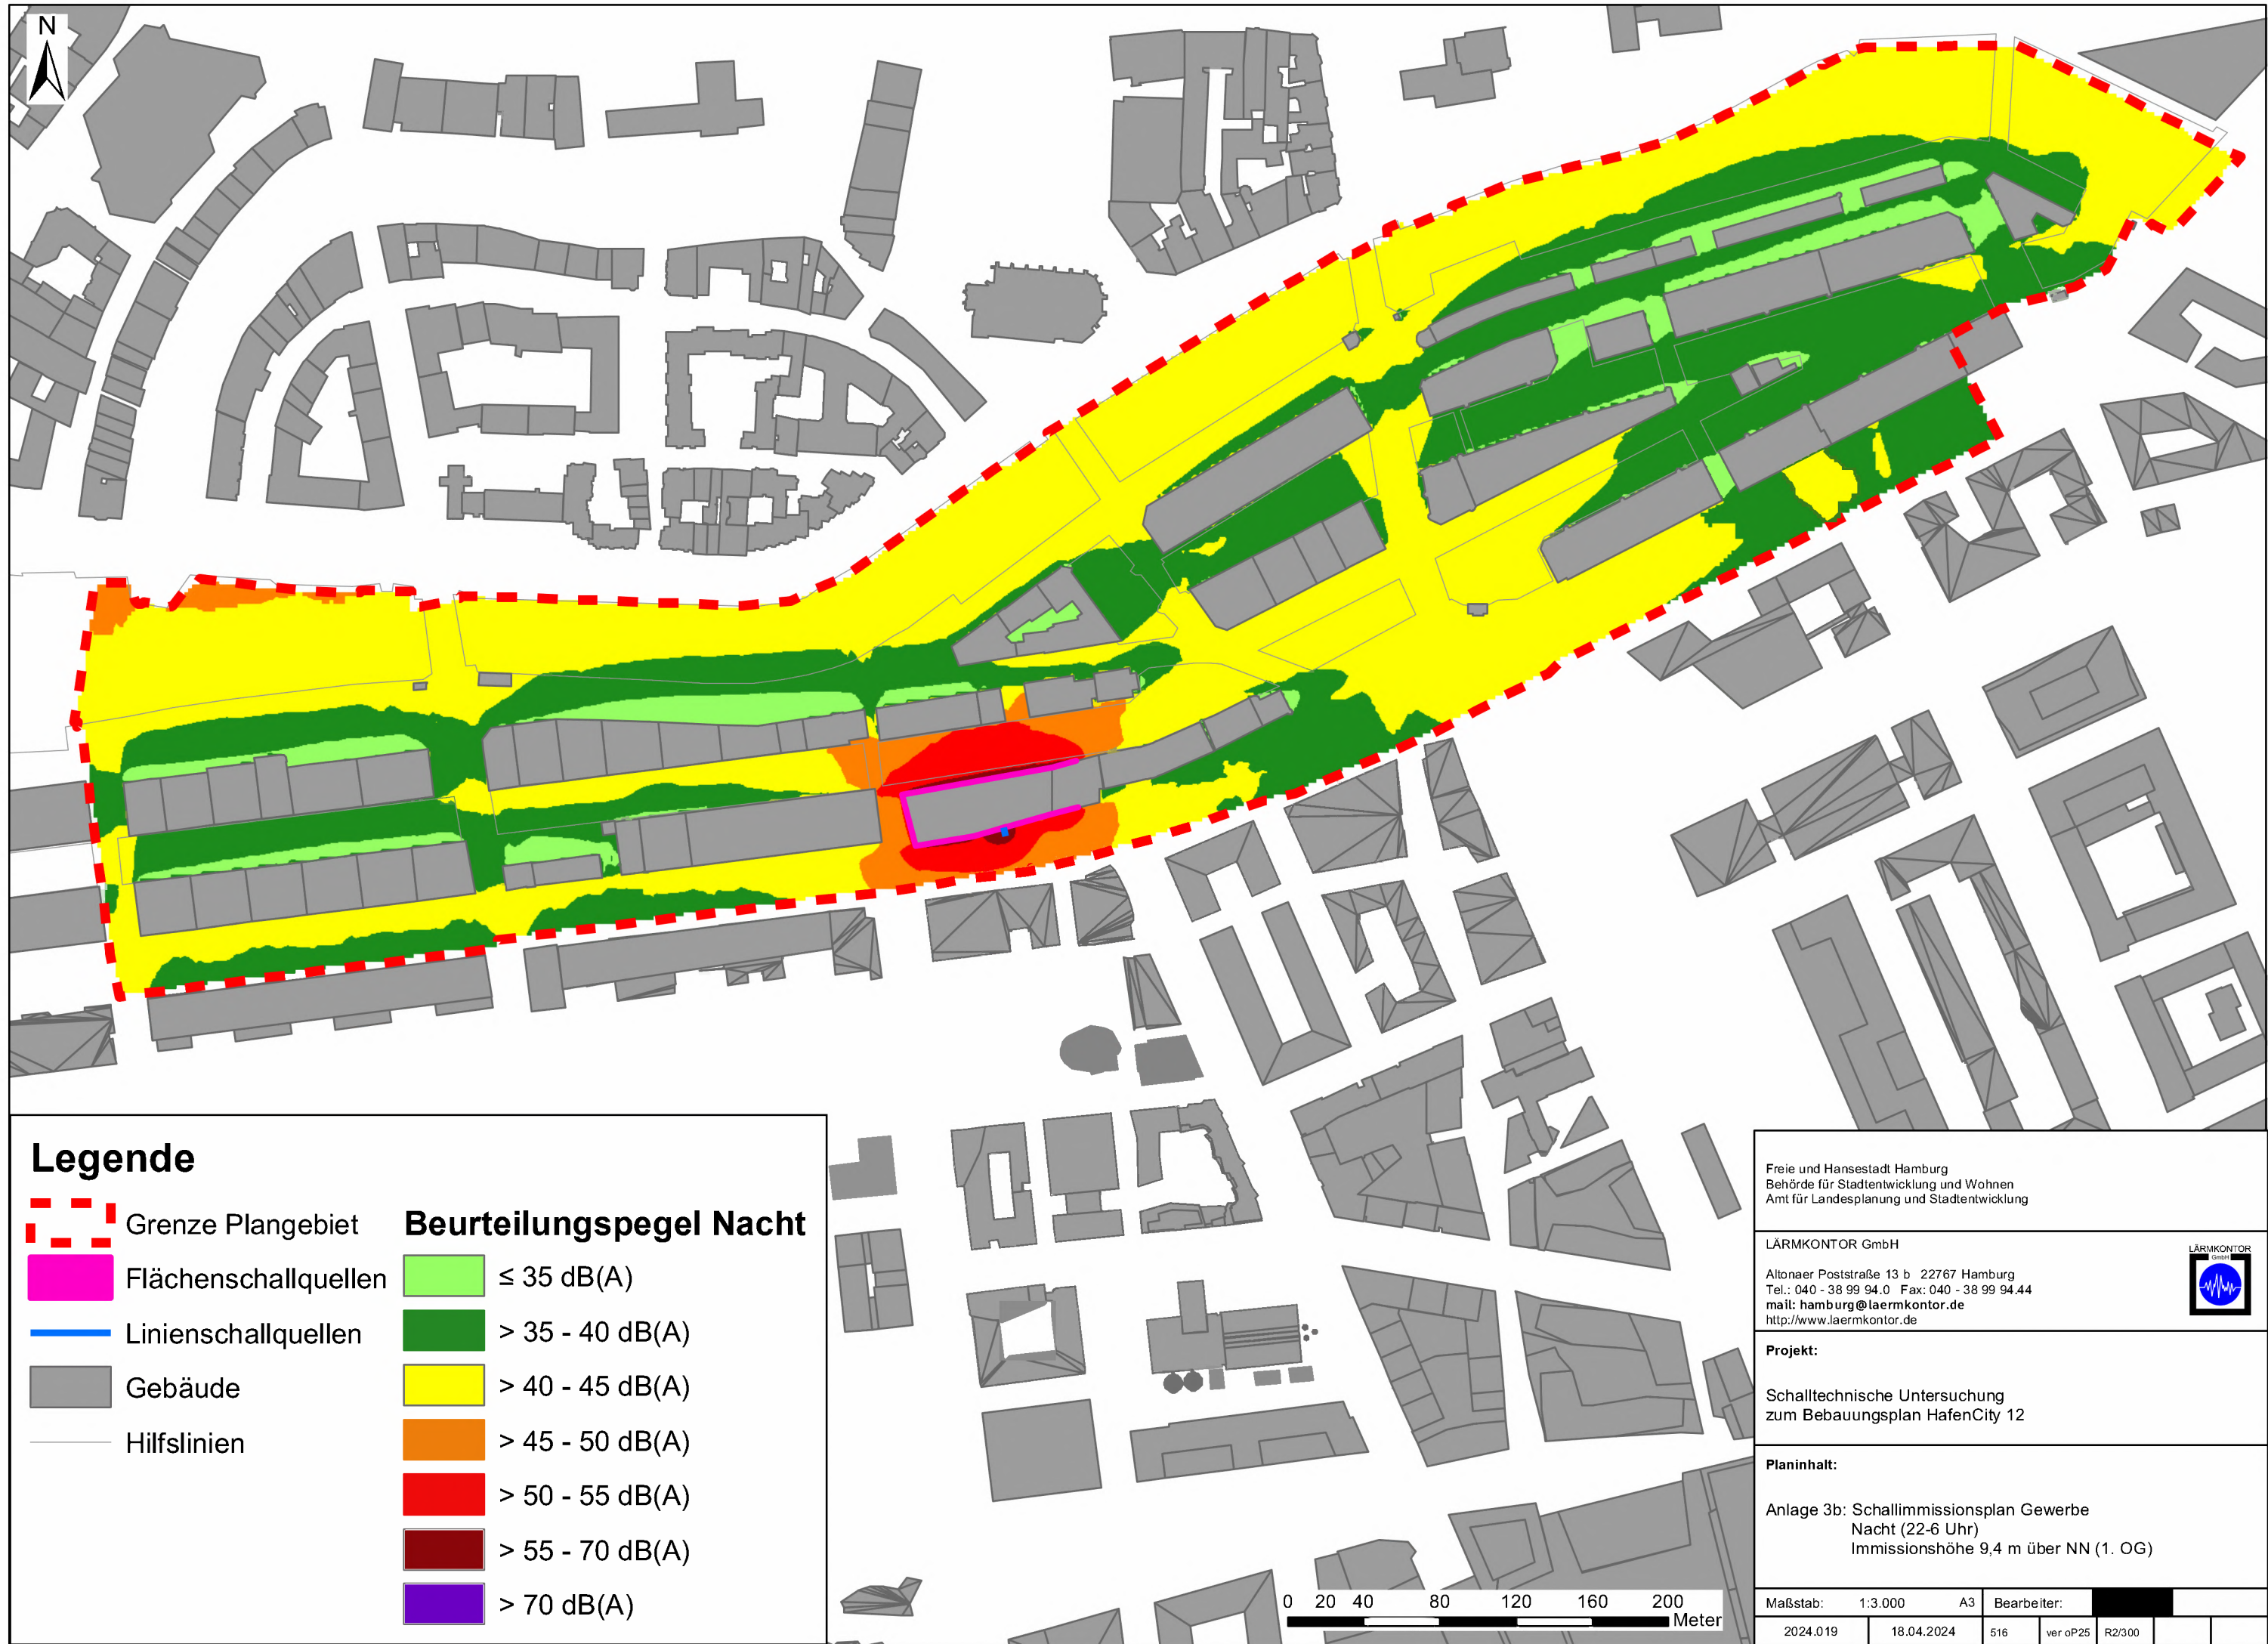 N
Legende
Grenze Plangebiet
Flächenschallquellen
Linienschallquellen
Gebäude
Hilfslinien
Beurteilungspegel Nacht
≤ 35 dB(A)
> 35 - 40 dB(A)
> 40 - 45 dB(A)
> 45 - 50 dB(A)
> 50 - 55 dB(A)
> 55 - 70 dB(A)
> 70 dB(A)
0 20 40 80 120 160 200
Meter
Freie und Hansestadt Hamburg
Behörde für Stadtentwicklung und Wohnen
Amt für Landesplanung und Stadtentwicklung
LÄRMKONTOR GmbH
Altonaer Poststraße 13 b 22767 Hamburg
Tel.: 040 - 38 99 94.0 Fax: 040 - 38 99 94.44
mail: hamburg@laermkontor.de
http://www.laermkontor.de
LÄRMKONTOR
GmbH
Projekt:
Schalltechnische Untersuchung
zum Bebauungsplan HafenCity 12
Planinhalt:
Anlage 3b: Schallimmissionsplan Gewerbe
Nacht (22-6 Uhr)
Immissionshöhe 9,4 m über NN (1. OG)
Maßstab: 1:3.000 A3 Bearbeiter:
2024.019 18.04.2024 516 ver oP25 R2/300